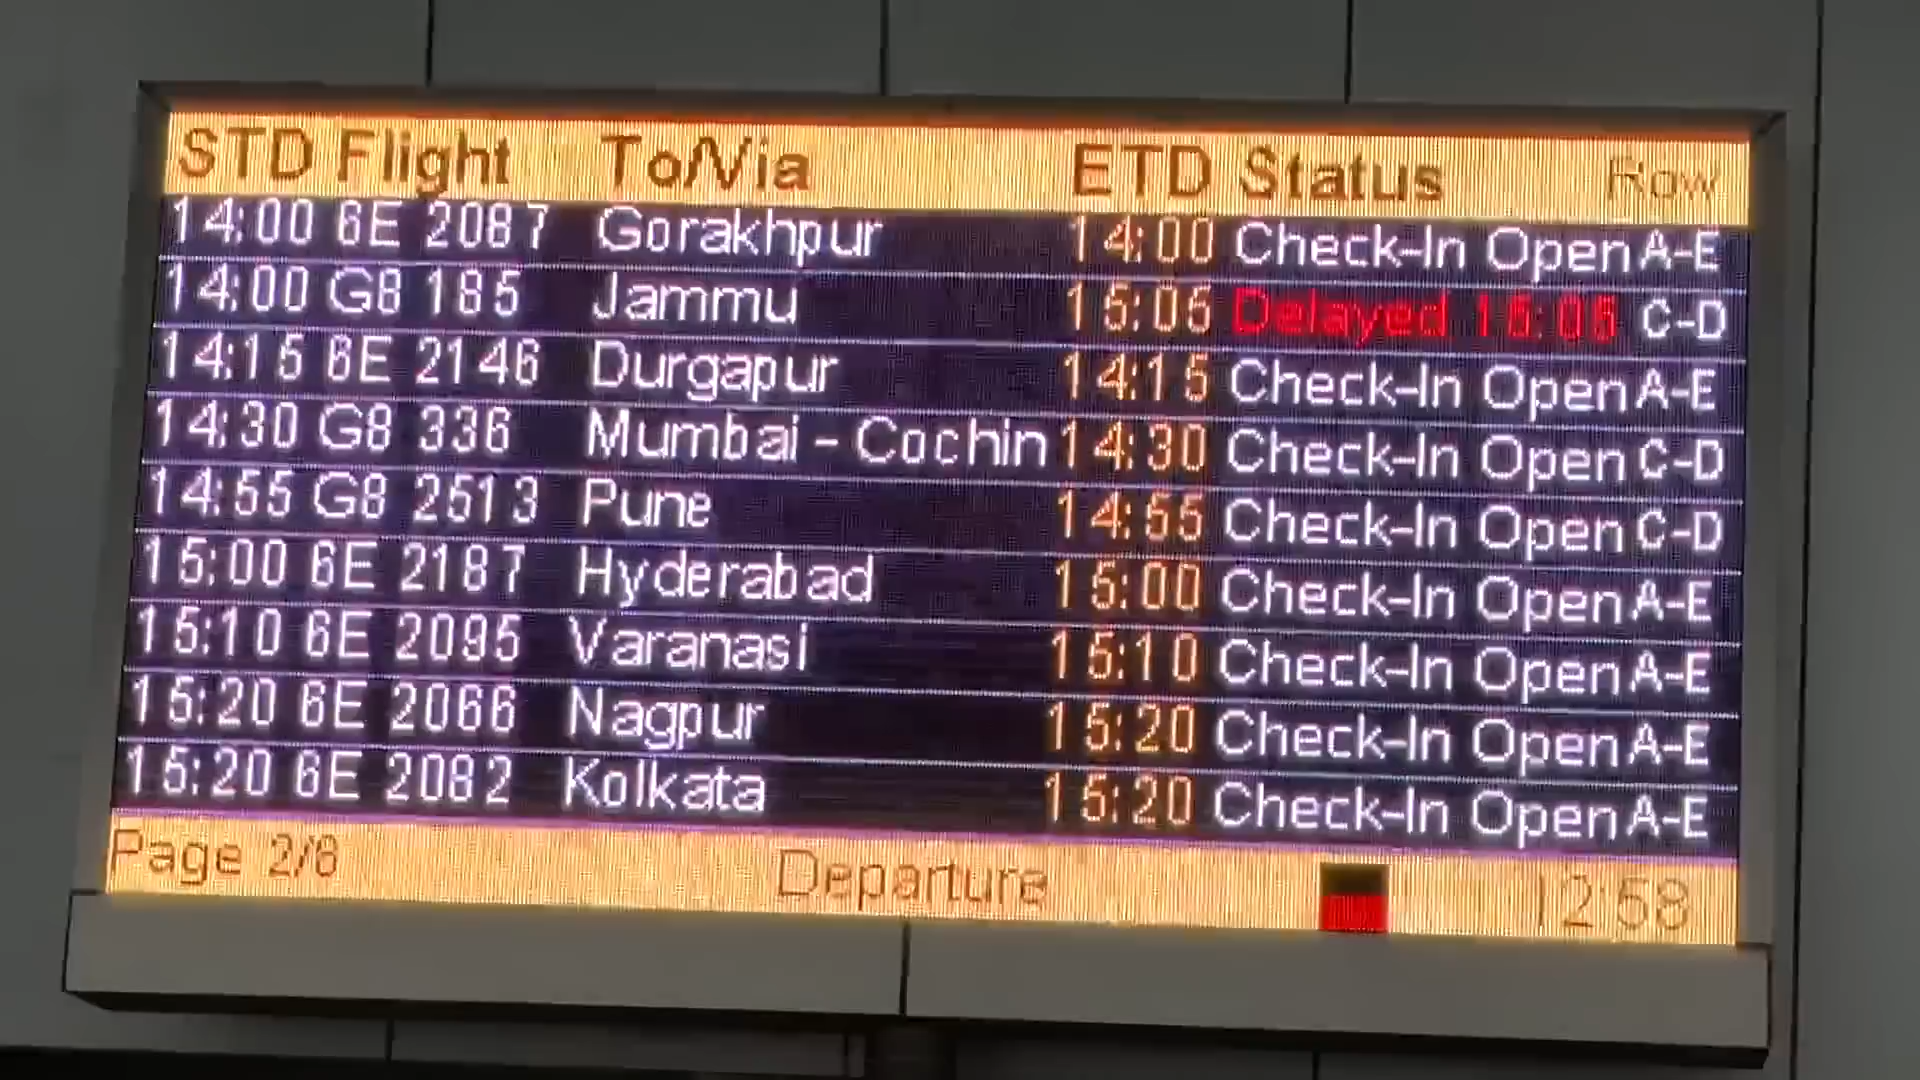 STD Flight To/Via ETD Status Row
14:00 6E 2087 Gorakhpur 14:00 Check-In Open A-E
14:00 G8 185 Jammu 15:05 Delayed 15:05 C-D
14:15 6E 2146 Durgapur 14:15 Check-In Open A-E
14:30 G8 336 Mumbai - Cochin 14:30 Check-In Open C-D
14:55 G8 2513 Pune 14:55 Check-In Open C-D
15:00 6E 2187 Hyderabad 15:00 Check-In Open A-E
15:10 6E 2095 Varanasi 15:10 Check-In Open A-E
15:20 6E 2066 Nagpur 15:20 Check-In Open A-E
15:20 6E 2082 Kolkata 15:20 Check-In Open A-E
Page 2/6 Departure 12:58